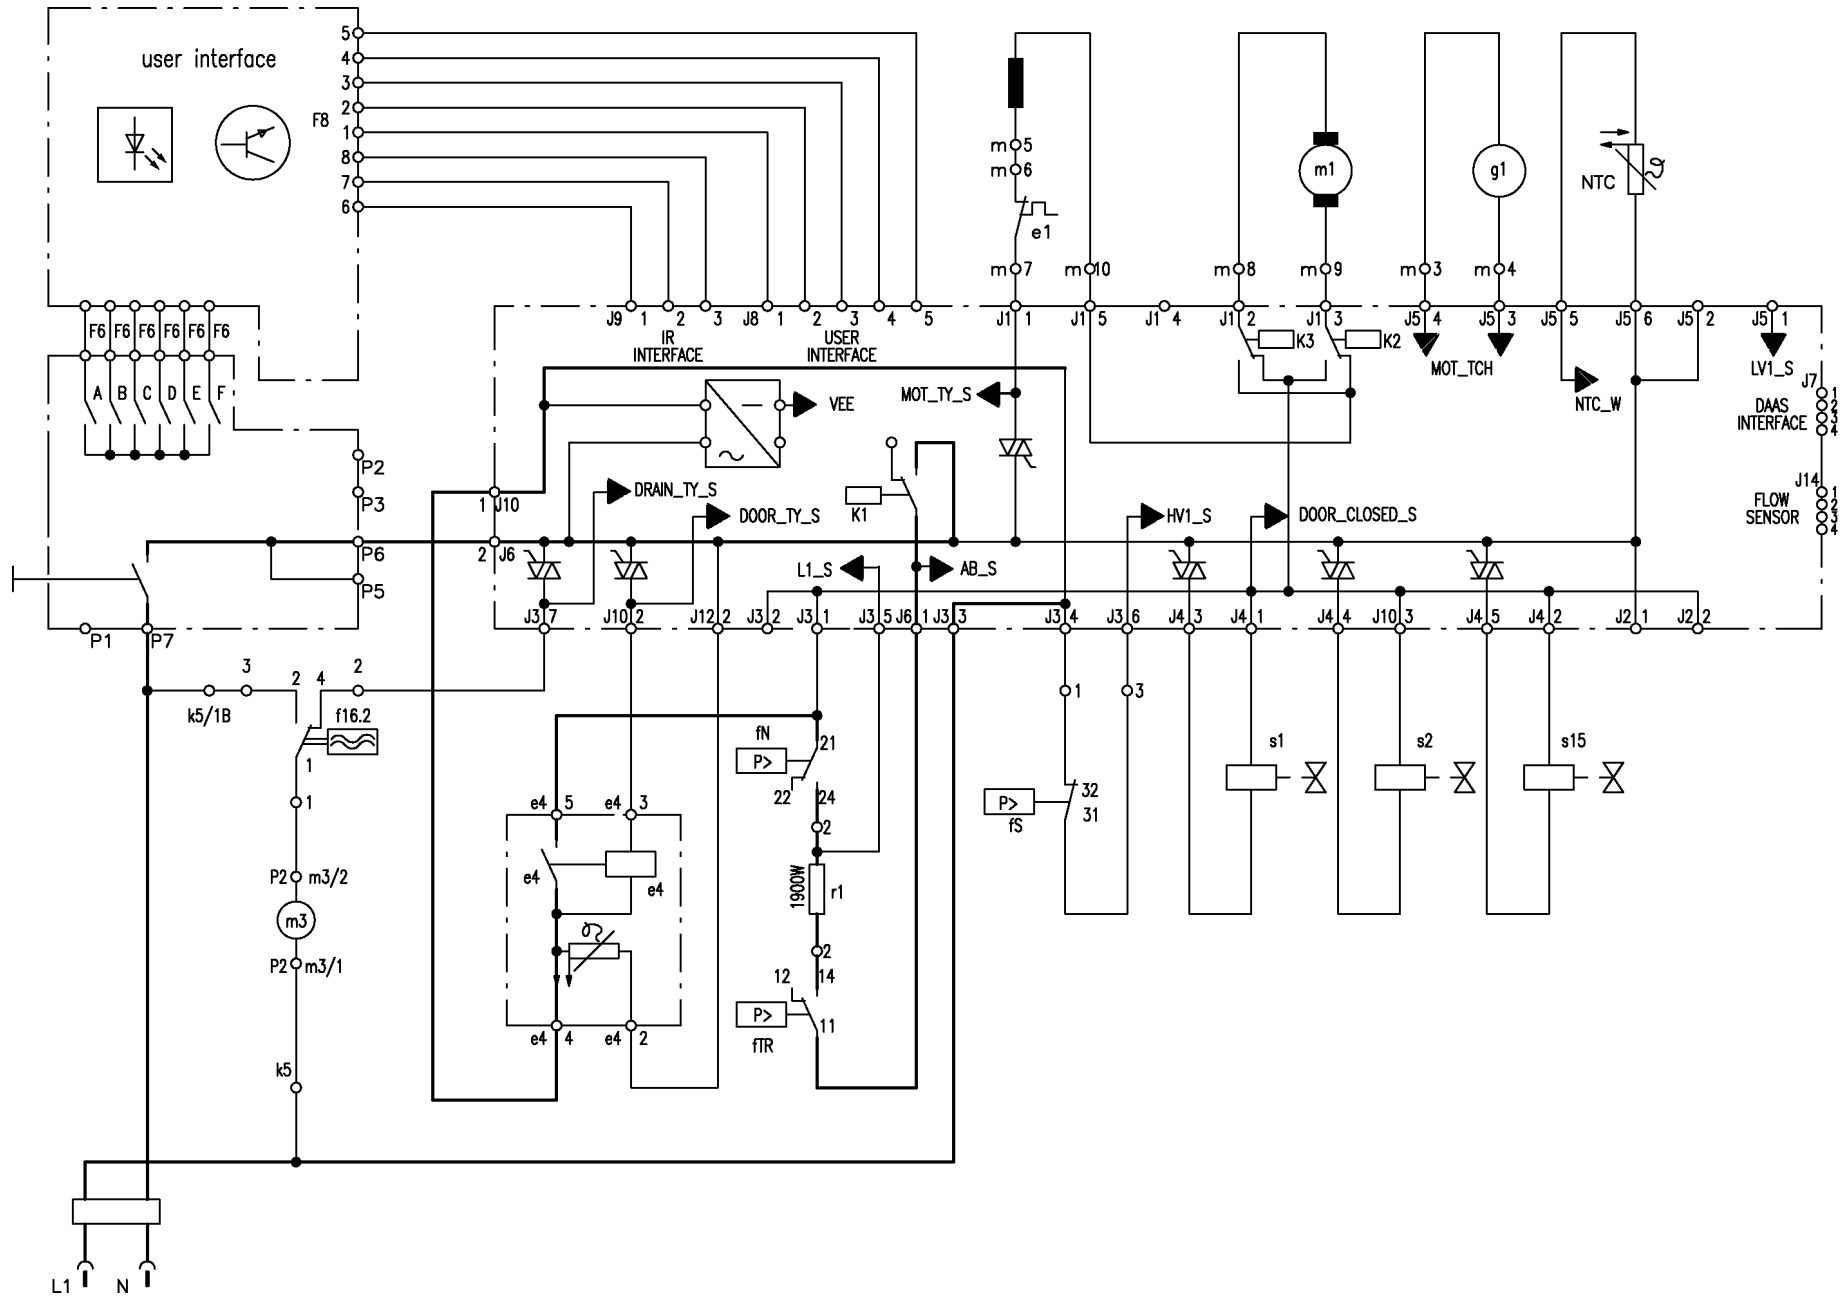 user interface
F8
5
4
3
2
1
8
7
6
F6 F6 F6 F6 F6 F6
A B C D E F
P2
P3
P6
P5
P1 P7
m 5
m 6
e1
m 7 m 10
m1
m 8 m 9
g1
m 3 m 4
NTC
J9 1 2 3 J8 1 2 3 4 5
IR
INTERFACE
USER
INTERFACE
J1 1 J1 5 J1 4 J1 2 J1 3 J5 4 J5 3 J5 5 J5 6 J5 2 J5 1
K3 K2
MOT_TCH
LV1_S
NTC_W
MOT_TY_S
VEE
J7
1
2
3
4
DAAS
INTERFACE
J14
1
2
3
4
FLOW
SENSOR
1 J10
DRAIN_TY_S
DOOR_TY_S
K1
HV1_S
DOOR_CLOSED_S
2 J6
L1_S
AB_S
J3 7 J10 2 J12 2 J3 2 J3 1 J3 5 J6 1 J3 3 J3 4 J3 6 J4 3 J4 1 J4 4 J10 3 J4 5 J4 2 J2 1 J2 2
3 2 4 2
k5/1B
f16.2
1
1
P2 m3/2
m3
P2 m3/1
k5
fN
P>
21
22 24
2
1900W r1
2
12 14
P>
fTR
11
e4 5 e4 3
e4 e4
e4 4 e4 2
1 3
P>
fS
32
31
s1 s2 s15
L1 N